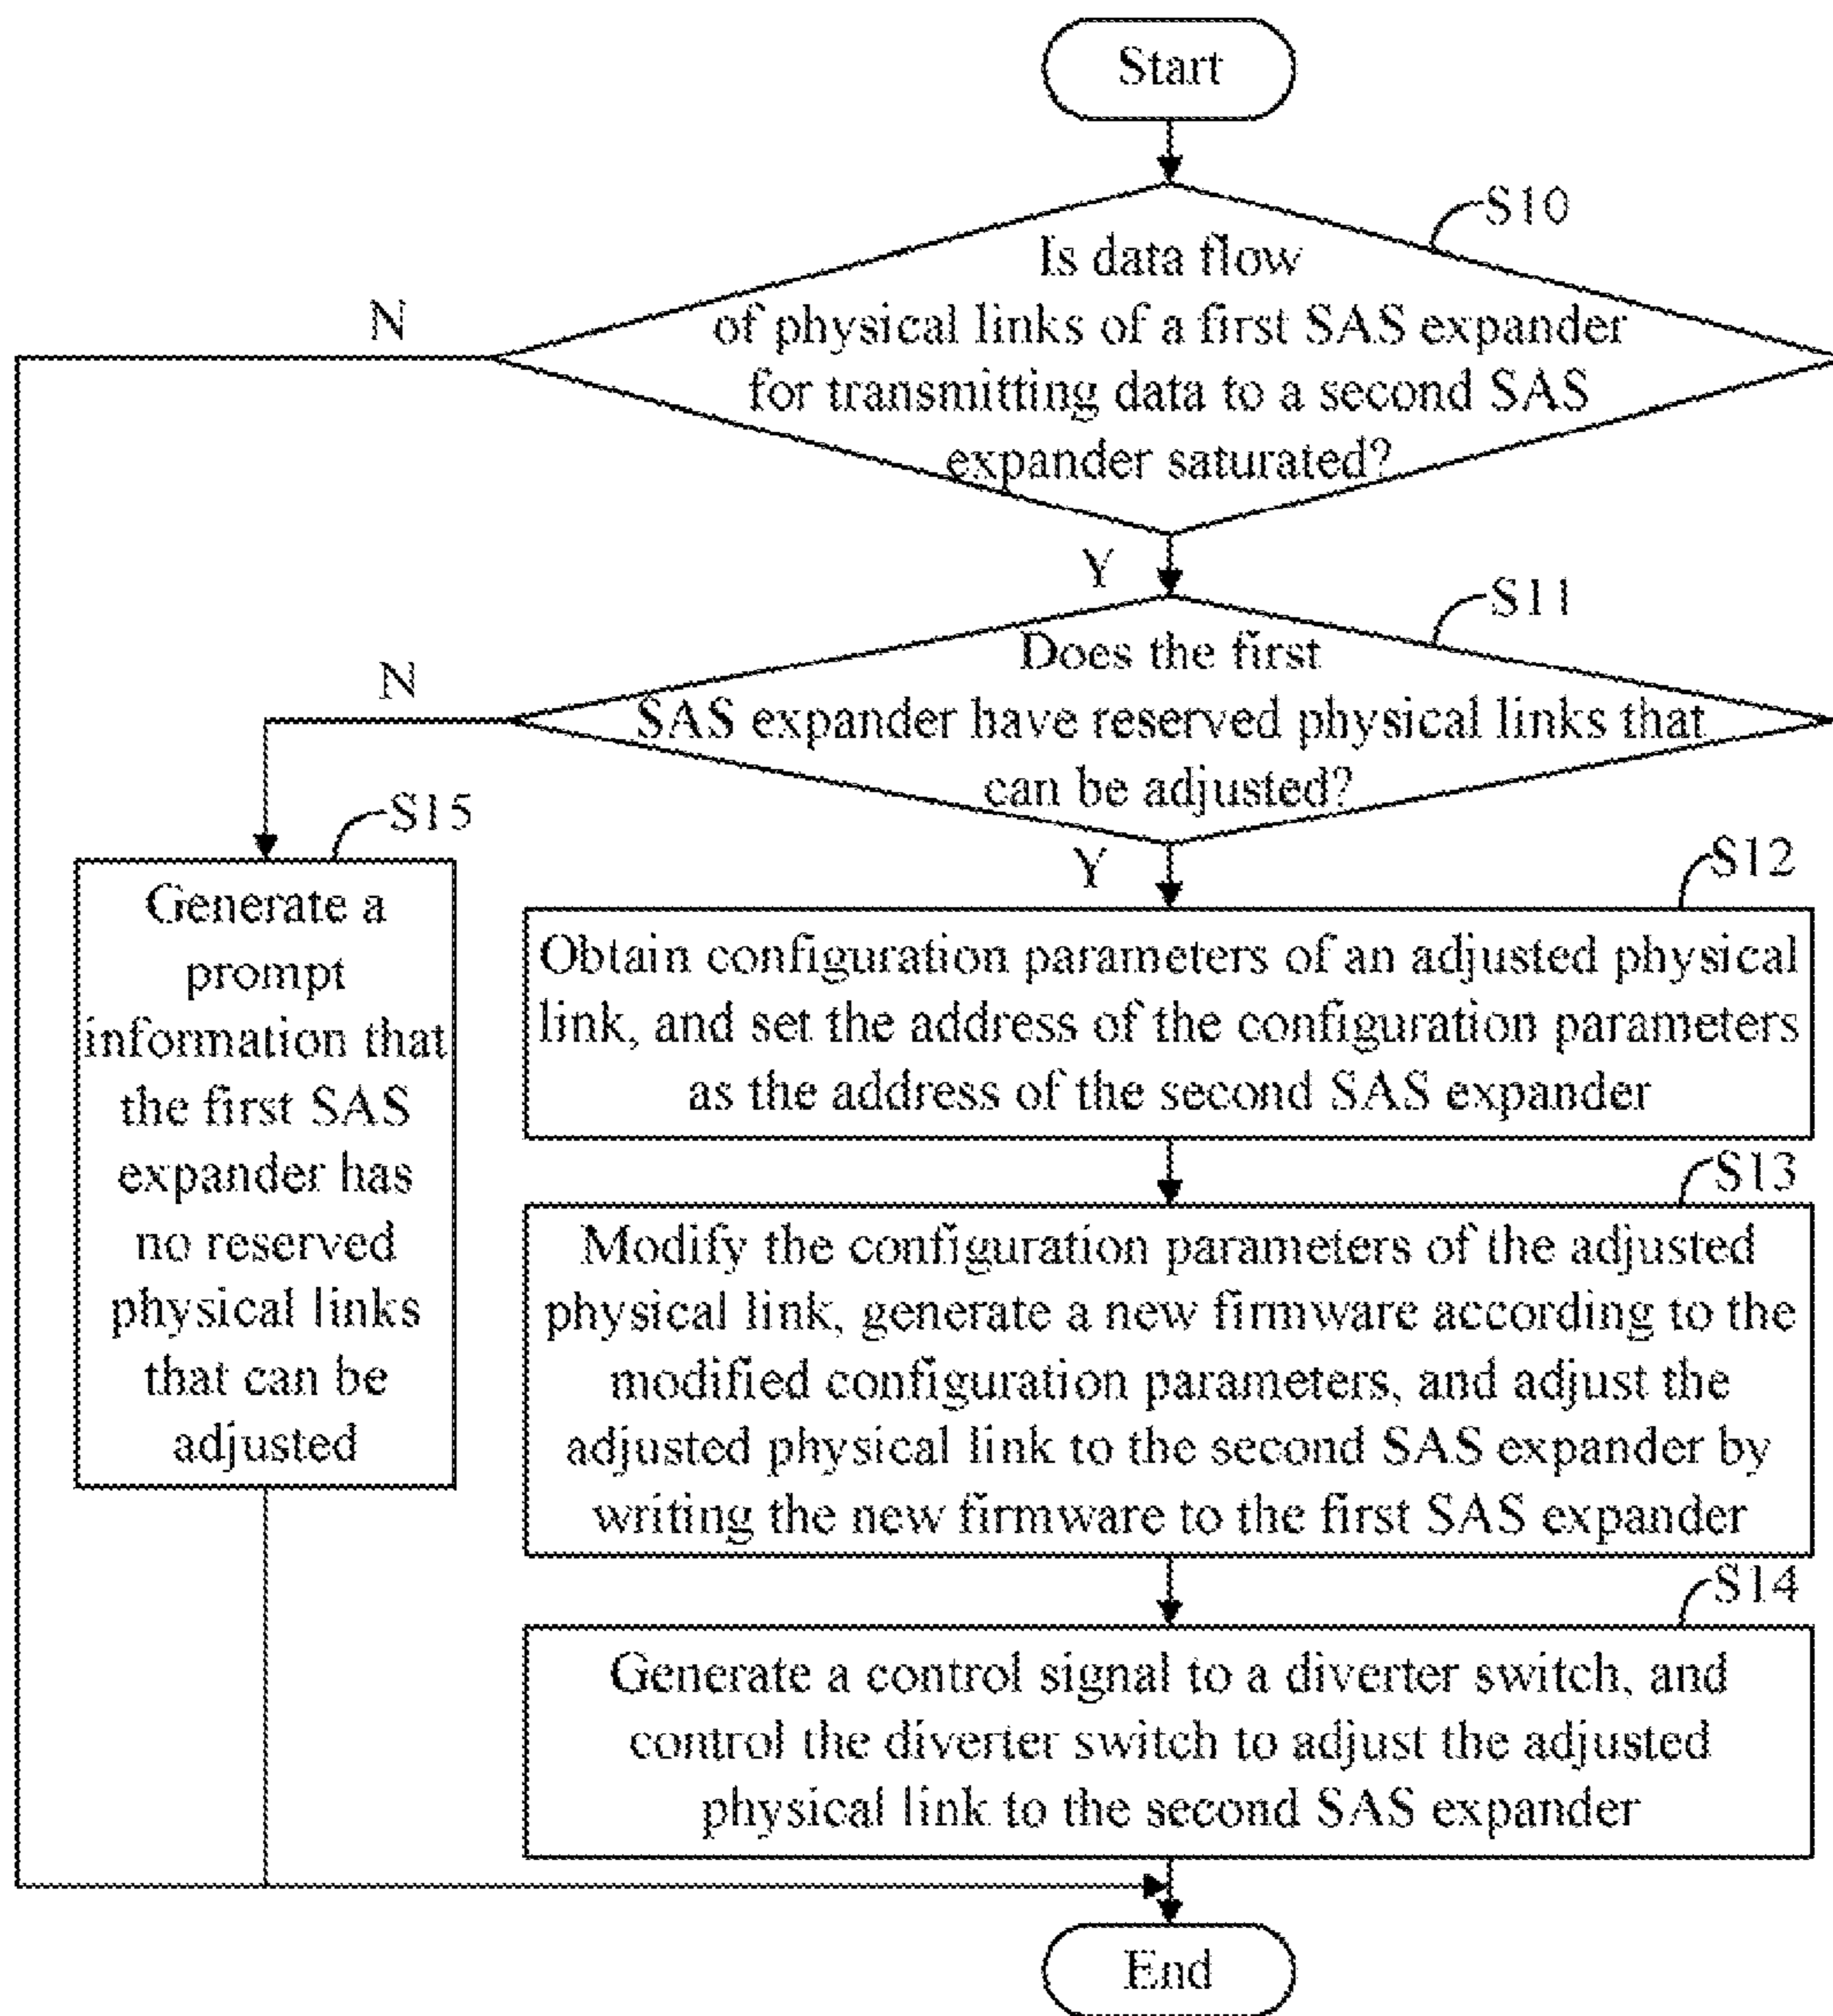 Start
S10
Is data flow
of physical links of a first SAS expander
for transmitting data to a second SAS
expander saturated?
N
Y
S11
Does the first
SAS expander have reserved physical links that
can be adjusted?
N
Y
S15
Generate a
prompt
information that
the first SAS
expander has
no reserved
physical links
that can be
adjusted
S12
Obtain configuration parameters of an adjusted physical
link, and set the address of the configuration parameters
as the address of the second SAS expander
S13
Modify the configuration parameters of the adjusted
physical link, generate a new firmware according to the
modified configuration parameters, and adjust the
adjusted physical link to the second SAS expander by
writing the new firmware to the first SAS expander
S14
Generate a control signal to a diverter switch, and
control the diverter switch to adjust the adjusted
physical link to the second SAS expander
End